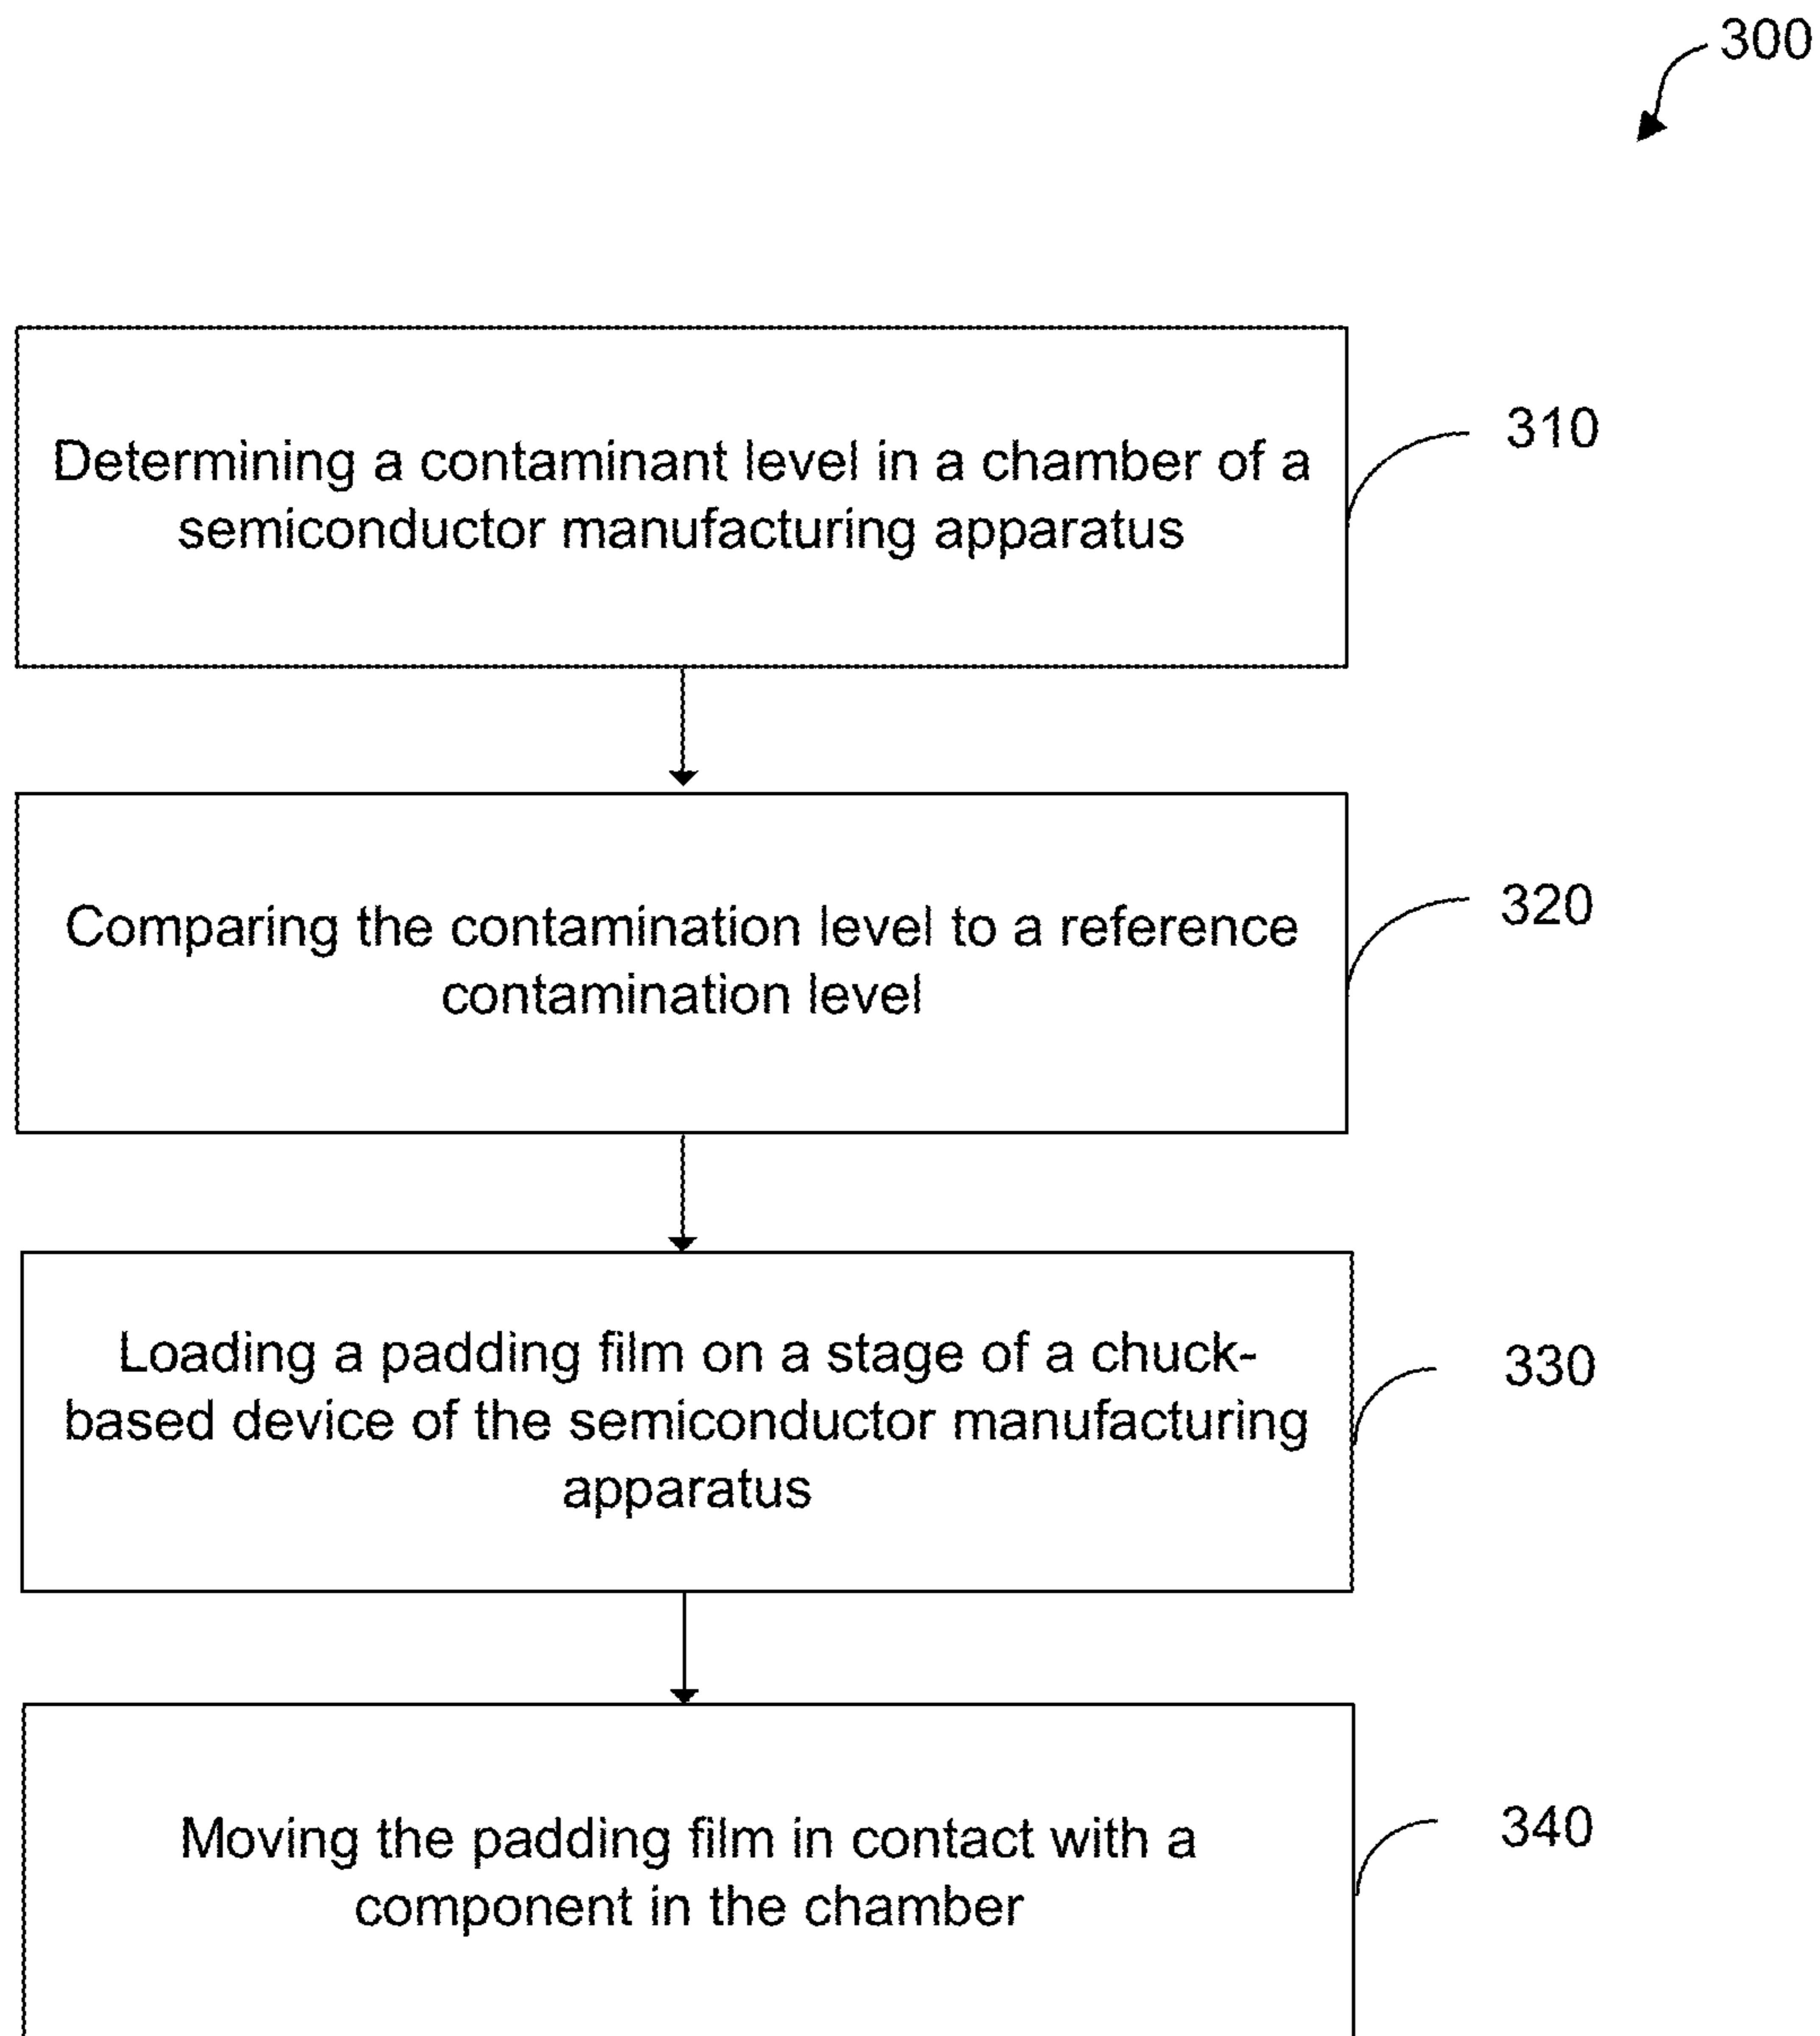 300
Determining a contaminant level in a chamber of a
semiconductor manufacturing apparatus
310
Comparing the contamination level to a reference
contamination level
320
Loading a padding film on a stage of a chuck-
based device of the semiconductor manufacturing
apparatus
330
Moving the padding film in contact with a
component in the chamber
340